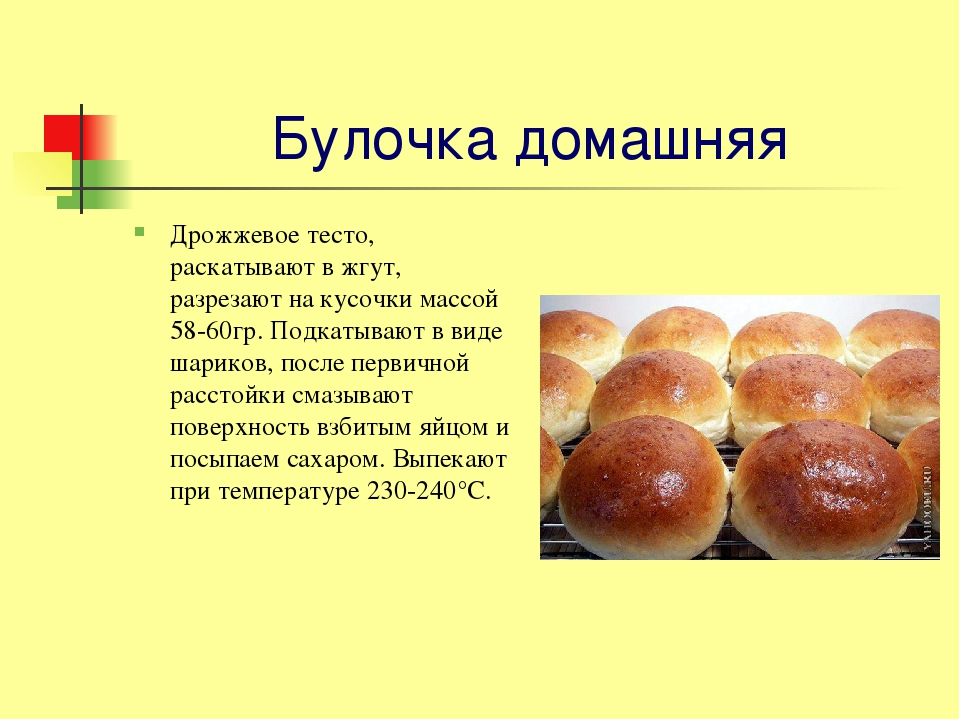 Булочка домашняя
Дрожжевое тесто,
раскатывают в жгут,
разрезают на кусочки массой
58-60гр. Подкатывают в виде
шариков, после первичной
расстойки смазывают
поверхность взбитым яйцом и
посыпаем сахаром. Выпекают
при температуре 230-240°С.